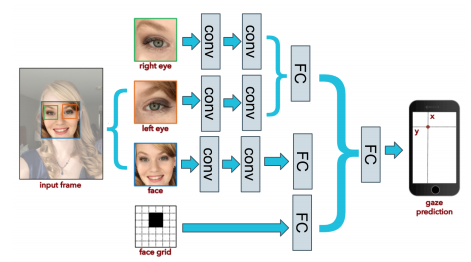 right eye
conv
conv
left eye
conv
conv
FC
input frame
face
conv
conv
FC
face grid
FC
FC
x
y
gaze
prediction